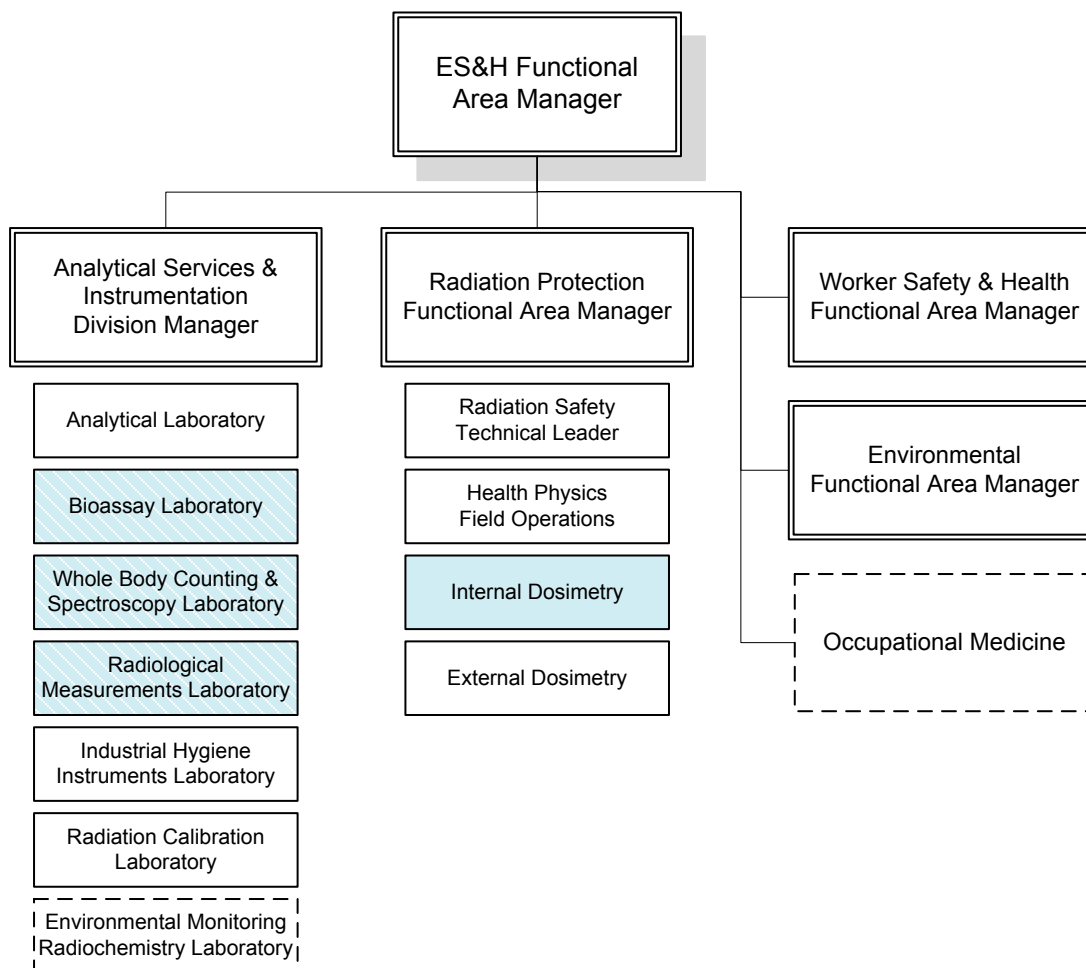 ES&H Functional
Area Manager
Analytical Services &
Instrumentation
Division Manager
Analytical Laboratory
Bioassay Laboratory
Whole Body Counting &
Spectroscopy Laboratory
Radiological
Measurements Laboratory
Industrial Hygiene
Instruments Laboratory
Radiation Calibration
Laboratory
Environmental Monitoring
Radiochemistry Laboratory
Radiation Protection
Functional Area Manager
Radiation Safety
Technical Leader
Health Physics
Field Operations
Internal Dosimetry
External Dosimetry
Worker Safety & Health
Functional Area Manager
Environmental
Functional Area Manager
Occupational Medicine